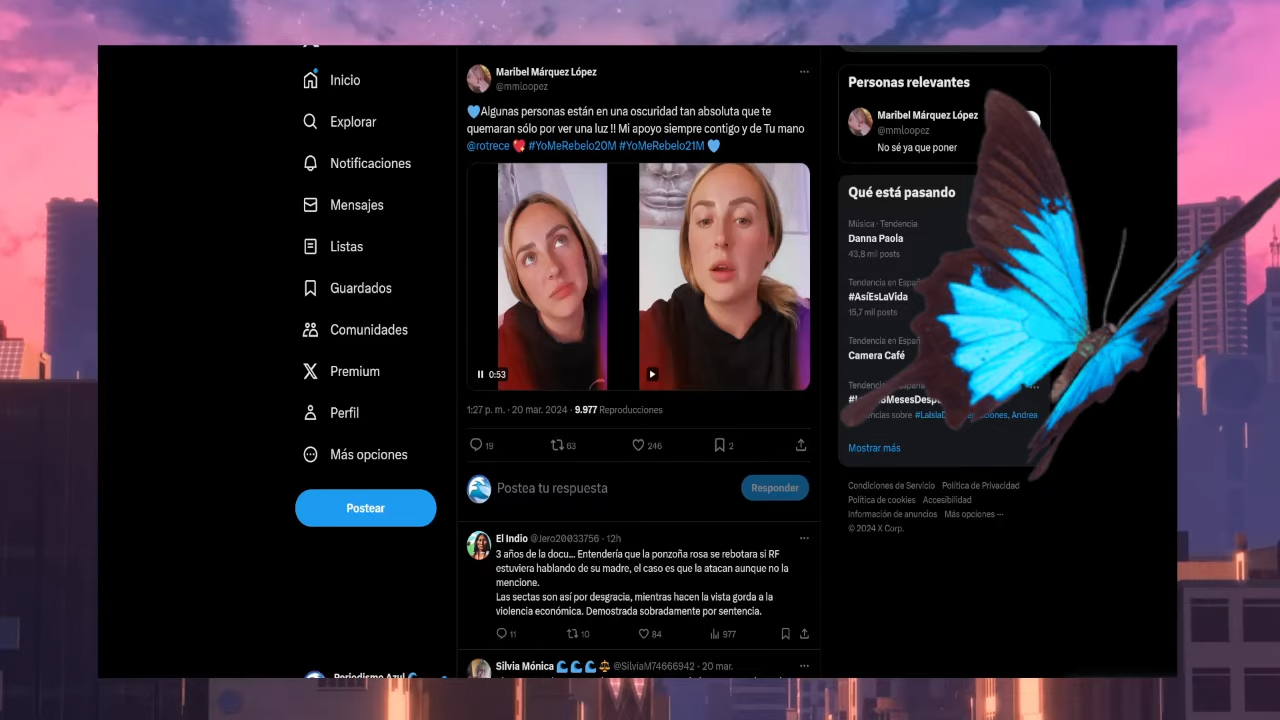 Inicio
Explorar
Notificaciones
Mensajes
Listas
Guardados
Comunidades
Premium
Perfil
Más opciones
Postear
Periodismo Azul
Maribel Márquez López
@mmloopez
💙Algunas personas están en una oscuridad tan absoluta que te
quemaran sólo por ver una luz !! Mi apoyo siempre contigo y de Tu mano
@rotrece 💖 #YoMeRebelo20M #YoMeRebelo21M 💙
0:53
1:27 p. m. · 20 mar. 2024 · 9.977 Reproducciones
19 63 246 2
Postea tu respuesta
Responder
El Indio @Jero20033756 · 12h
3 años de la docu... Entendería que la ponzoña rosa se rebotara si RF
estuviera hablando de su madre, el caso es que la atacan aunque no la
mencione.
Las sectas son así por desgracia, mientras hacen la vista gorda a la
violencia económica. Demostrada sobradamente por sentencia.
11 10 84 977
Silvia Mónica 🌊🌊🌊⚖️ @SilviaM74666942 · 20 mar.
Personas relevantes
Maribel Márquez López
@mmloopez
No sé ya que poner
Qué está pasando
Música · Tendencia
Danna Paola
43,8 mil posts
Tendencia en Españ
#AsíEsLaVida
15,7 mil posts
Tendencia en Españ
Camera Café
Mostrar más
Condiciones de Servicio Política de Privacidad
Política de cookies Accesibilidad
Información de anuncios Más opciones ···
© 2024 X Corp.